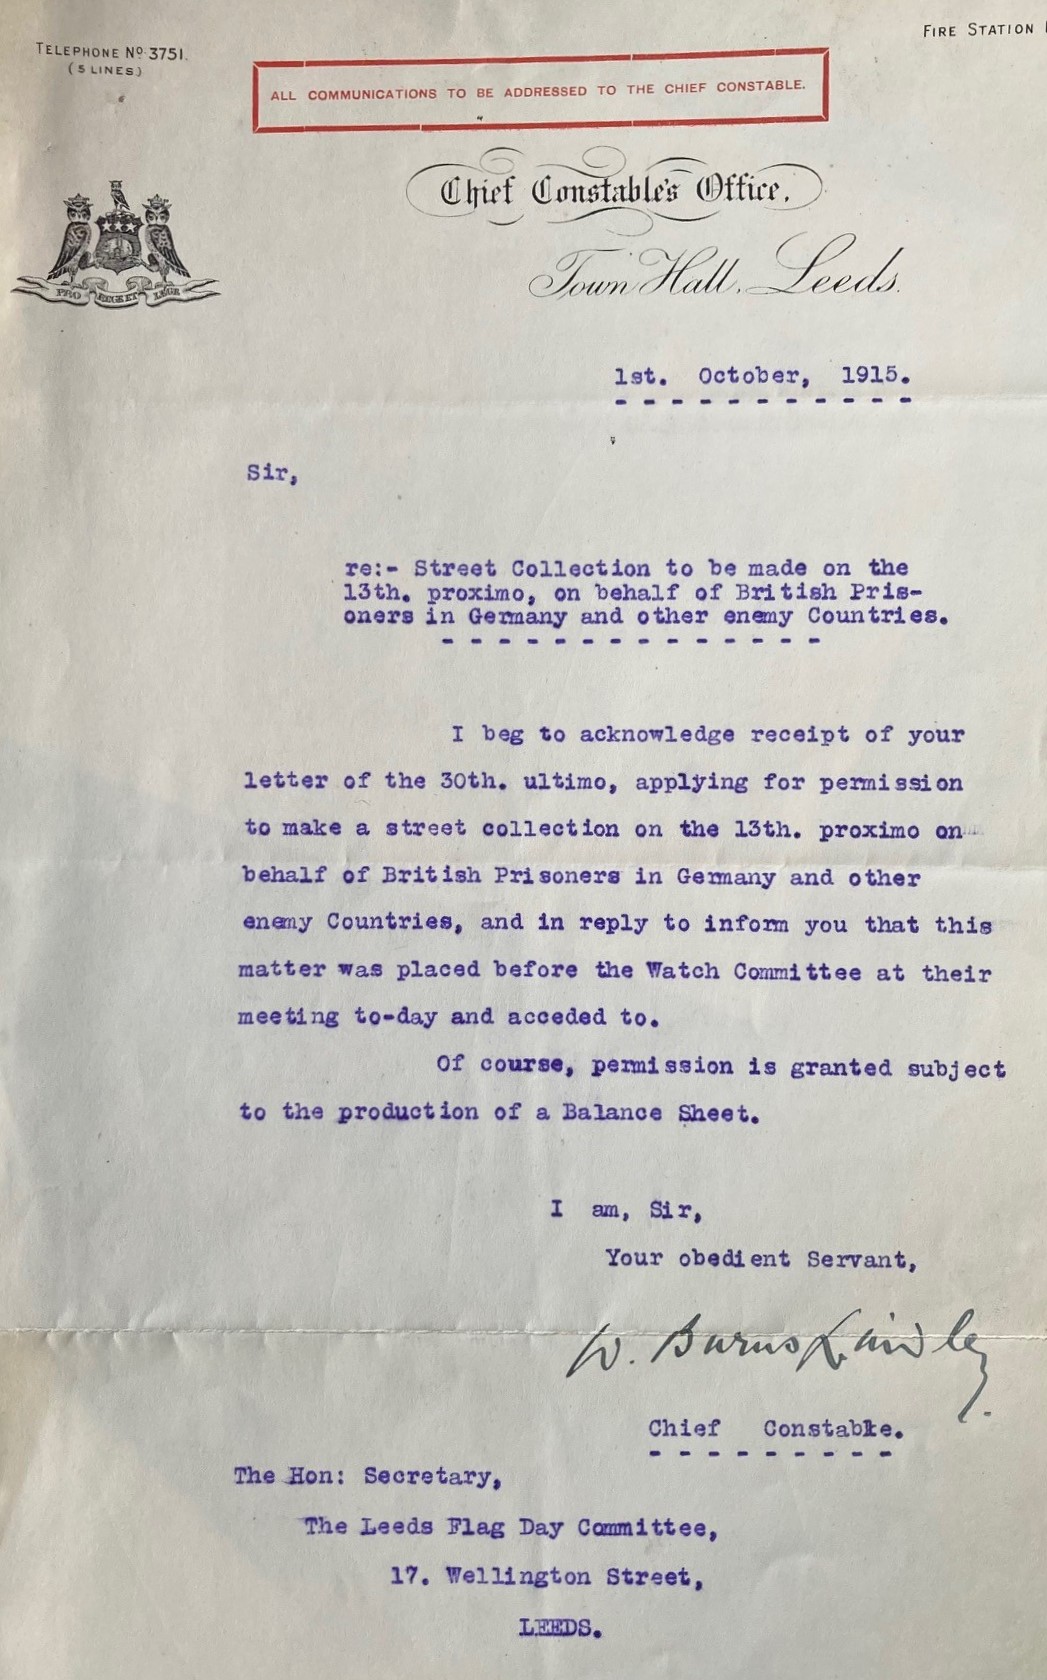 TELEPHONE No 3751.
(5 LINES)
FIRE STATION
ALL COMMUNICATIONS TO BE ADDRESSED TO THE CHIEF CONSTABLE.
Chief Constable's Office,
Town Hall, Leeds.
PRO REGE ET LEGE
1st. October, 1915.
Sir,
re:- Street Collection to be made on the
13th. proximo, on behalf of British Pris-
oners in Germany and other enemy Countries.
I beg to acknowledge receipt of your
letter of the 30th. ultimo, applying for permission
to make a street collection on the 13th. proximo on
behalf of British Prisoners in Germany and other
enemy Countries, and in reply to inform you that this
matter was placed before the Watch Committee at their
meeting to-day and acceded to.
Of course, permission is granted subject
to the production of a Balance Sheet.
I am, Sir,
Your obedient Servant,
W. Burns Lindley.
Chief Constable.
The Hon: Secretary,
The Leeds Flag Day Committee,
17. Wellington Street,
LEEDS.